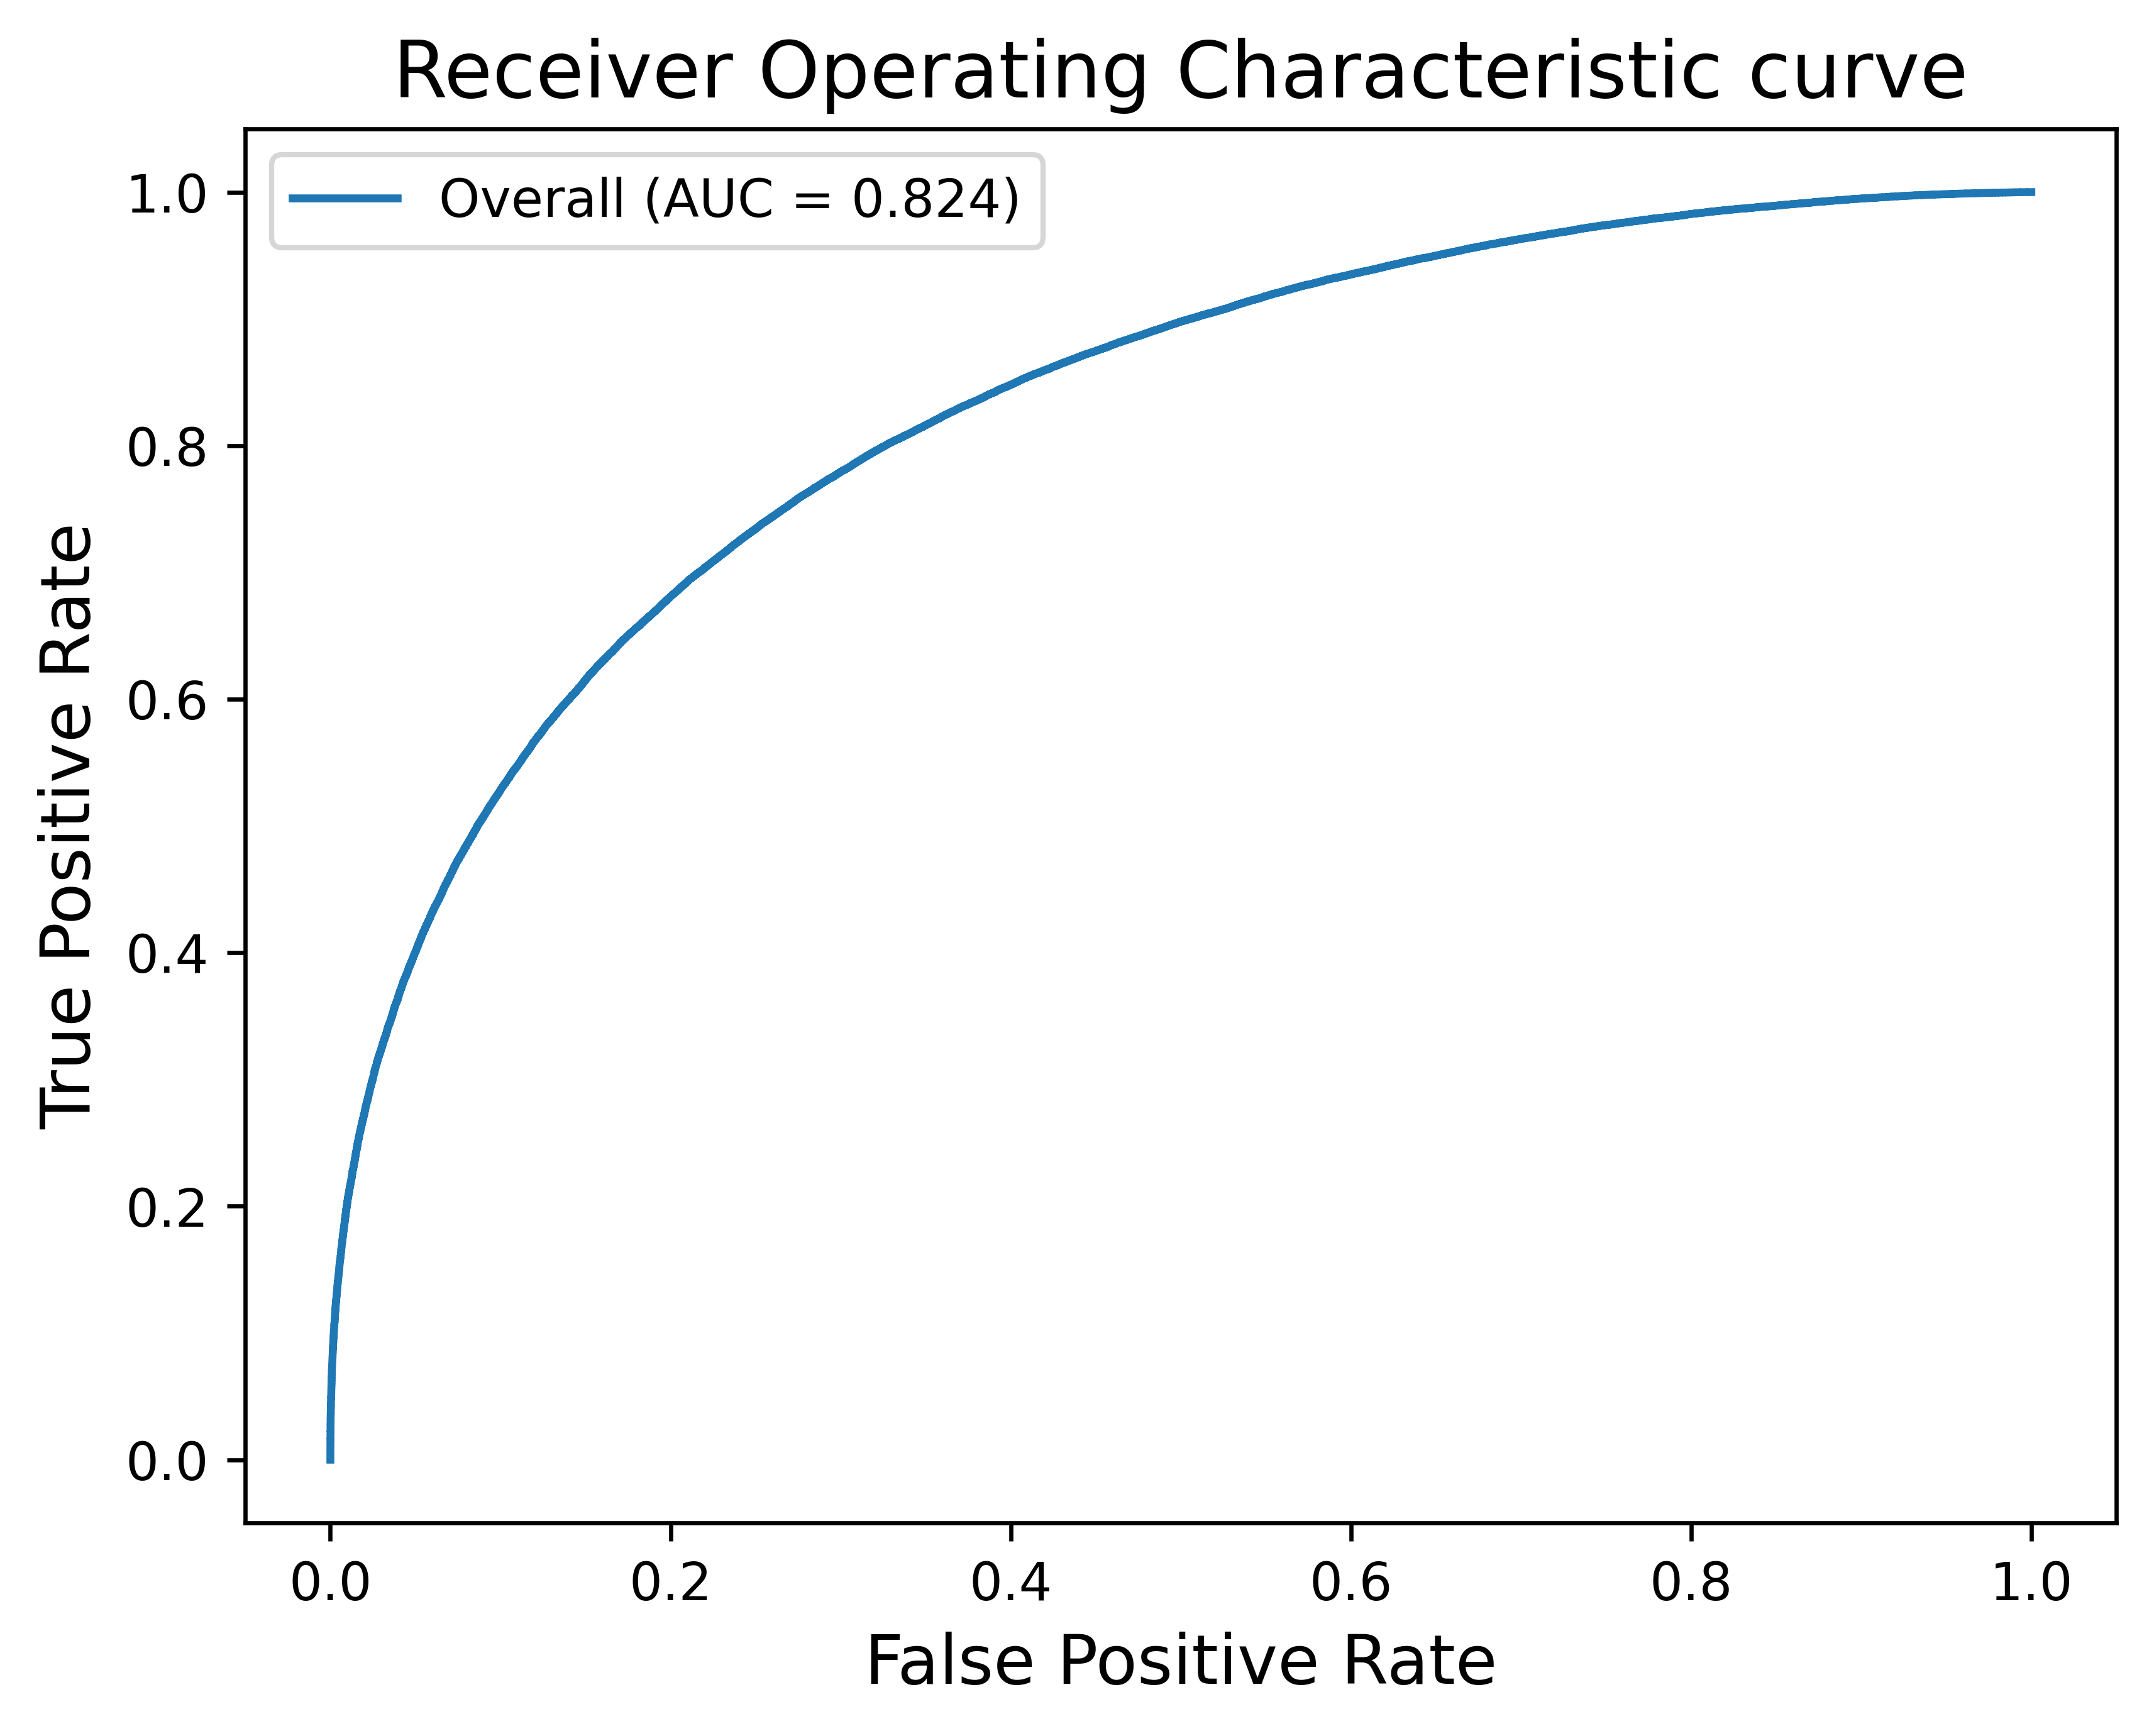 Receiver Operating Characteristic curve
Overall (AUC = 0.824)
True Positive Rate
1.0
0.8
0.6
0.4
0.2
0.0
0.0 0.2 0.4 0.6 0.8 1.0
False Positive Rate